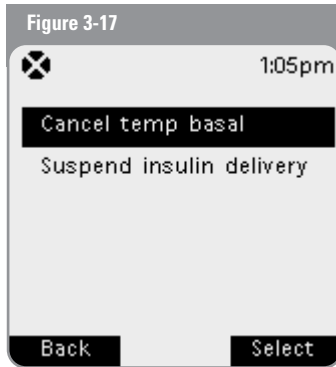 Figure 3-17
1:05pm
Cancel temp basal
Suspend insulin delivery
Back Select